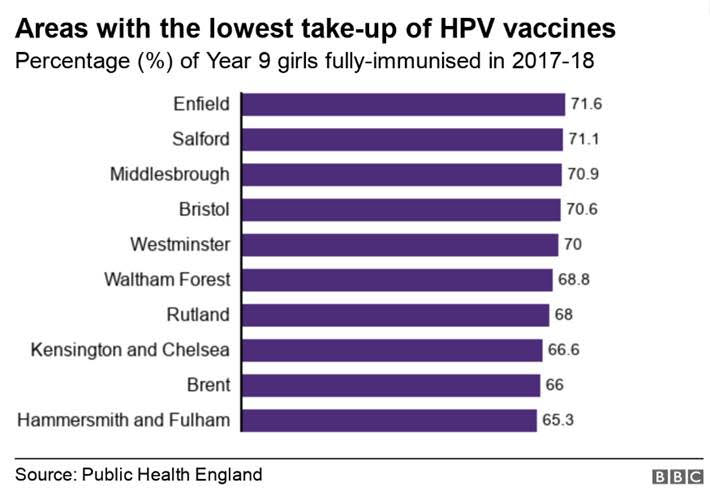 Areas with the lowest take-up of HPV vaccines
Percentage (%) of Year 9 girls fully-immunised in 2017-18
Enfield 71.6
Salford 71.1
Middlesbrough 70.9
Bristol 70.6
Westminster 70
Waltham Forest 68.8
Rutland 68
Kensington and Chelsea 66.6
Brent 66
Hammersmith and Fulham 65.3
Source: Public Health England BBC